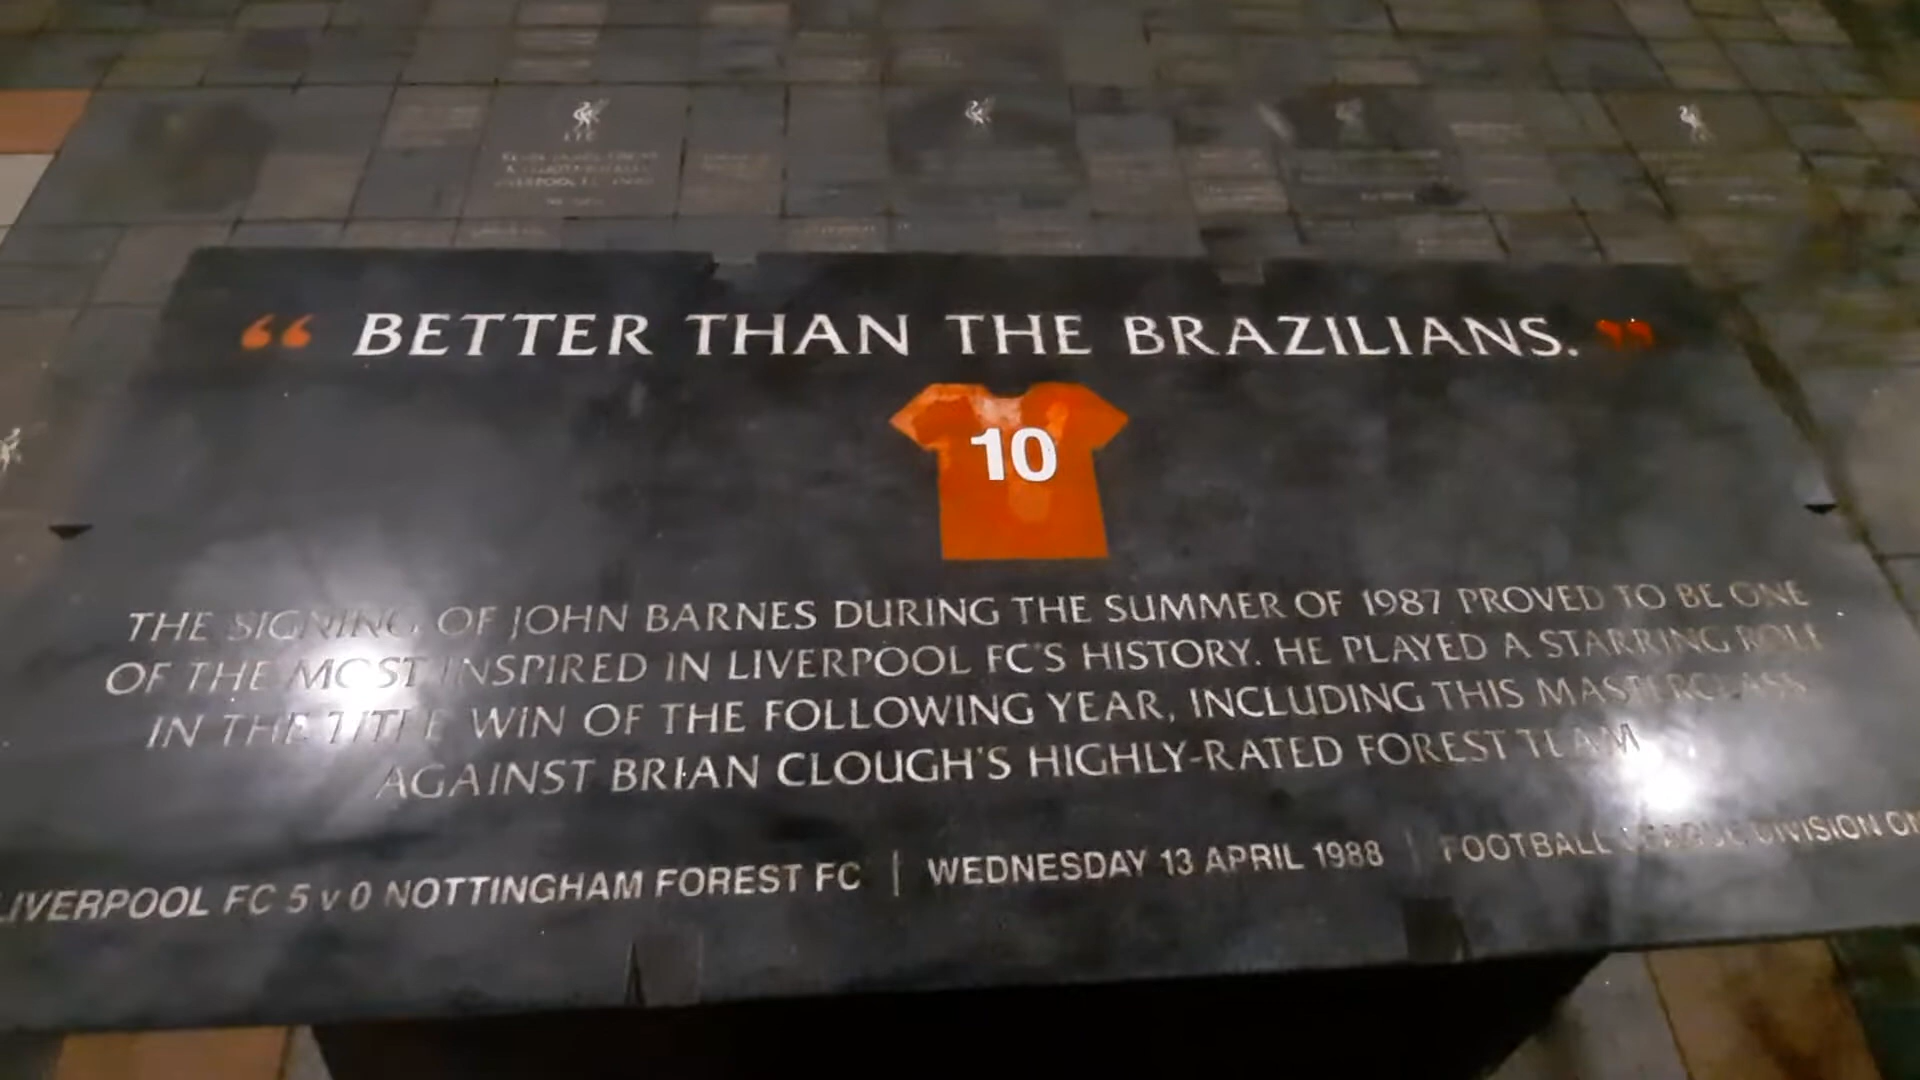 “ BETTER THAN THE BRAZILIANS. ”
10
THE SIGNING OF JOHN BARNES DURING THE SUMMER OF 1987 PROVED TO BE ONE
OF THE MOST INSPIRED IN LIVERPOOL FC'S HISTORY. HE PLAYED A STARRING ROLE
IN THE TITLE WIN OF THE FOLLOWING YEAR, INCLUDING THIS MASTERCLASS
AGAINST BRIAN CLOUGH'S HIGHLY-RATED FOREST TEAM
LIVERPOOL FC 5 v 0 NOTTINGHAM FOREST FC | WEDNESDAY 13 APRIL 1988 | FOOTBALL LEAGUE DIVISION ON